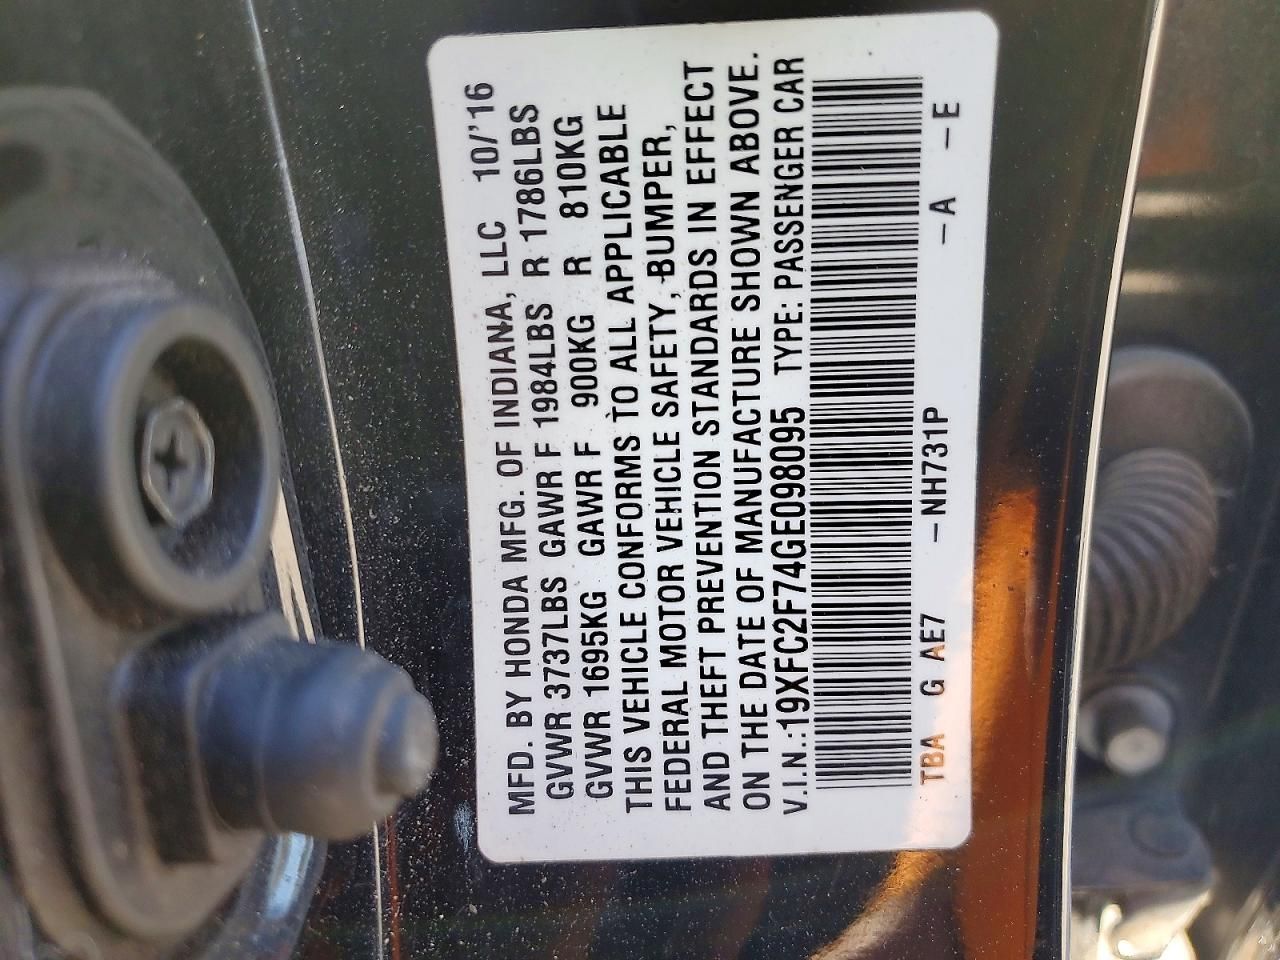 MFD. BY HONDA MFG. OF INDIANA, LLC 10/'16
GVWR 3737LBS GAWR F 1984LBS R 1786LBS
GVWR 1695KG GAWR F 900KG R 810KG
THIS VEHICLE CONFORMS TO ALL APPLICABLE
FEDERAL MOTOR VEHICLE SAFETY, BUMPER,
AND THEFT PREVENTION STANDARDS IN EFFECT
ON THE DATE OF MANUFACTURE SHOWN ABOVE.
V.I.N.:19XFC2F74GE098095 TYPE: PASSENGER CAR
TBA G AE7 -NH731P -A -E